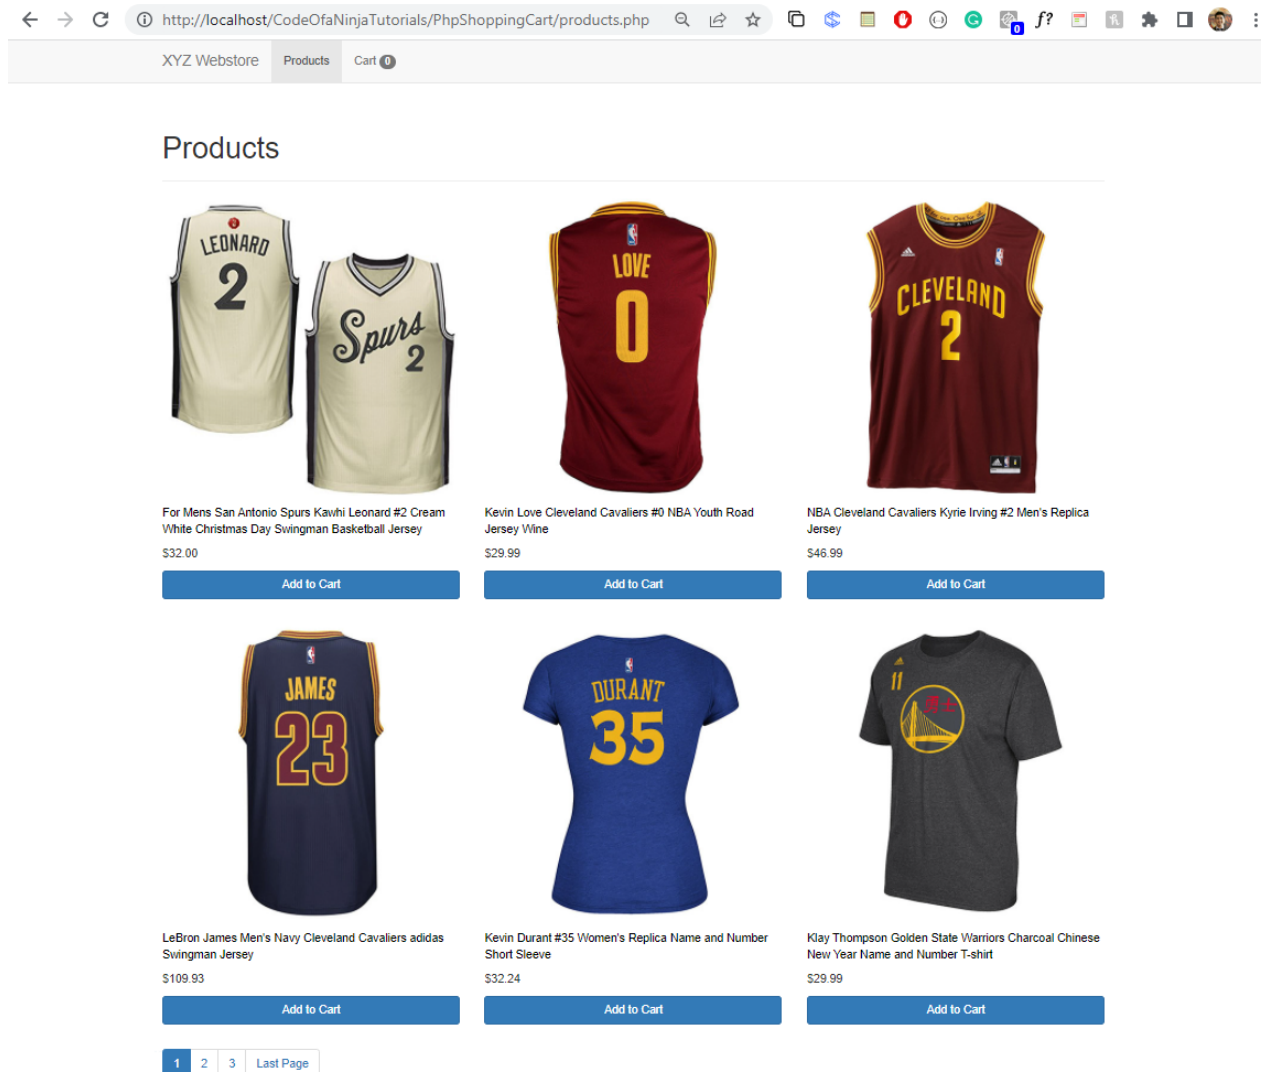 http://localhost/CodeOfaNinjaTutorials/PhpShoppingCart/products.php
0
XYZ Webstore
Products
Cart 0
Products
LEONARD
2
Spurs
2
LOVE
0
CLEVELAND
2
For Mens San Antonio Spurs Kawhi Leonard #2 Cream
White Christmas Day Swingman Basketball Jersey
$32.00
Add to Cart
Kevin Love Cleveland Cavaliers #0 NBA Youth Road
Jersey Wine
$29.99
Add to Cart
NBA Cleveland Cavaliers Kyrie Irving #2 Men's Replica
Jersey
$46.99
Add to Cart
JAMES
23
DURANT
35
11
勇士
LeBron James Men's Navy Cleveland Cavaliers adidas
Swingman Jersey
$109.93
Add to Cart
Kevin Durant #35 Women's Replica Name and Number
Short Sleeve
$32.24
Add to Cart
Klay Thompson Golden State Warriors Charcoal Chinese
New Year Name and Number T-shirt
$29.99
Add to Cart
1 2 3 Last Page